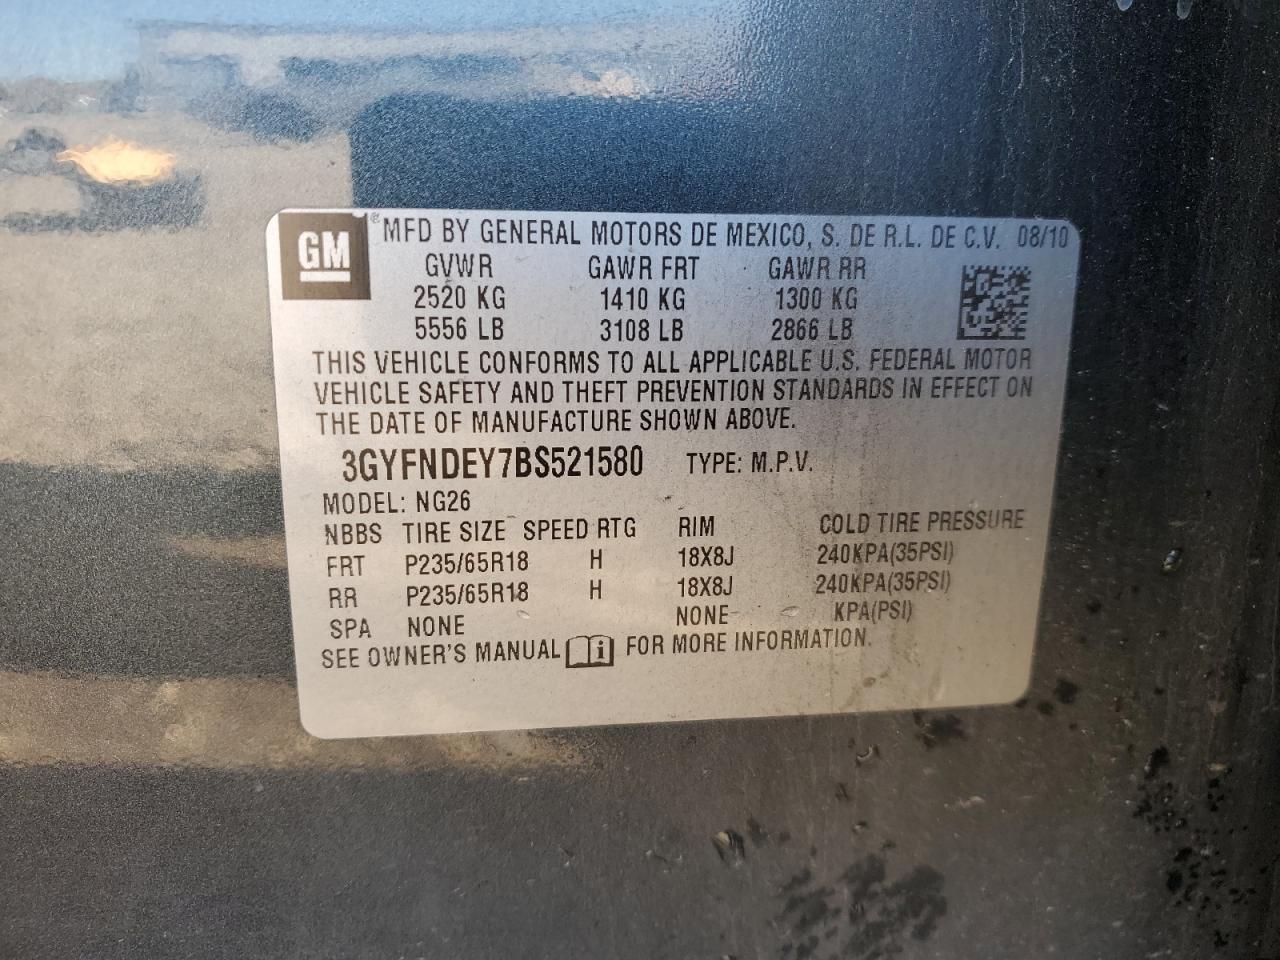 GM ® MFD BY GENERAL MOTORS DE MEXICO, S. DE R.L. DE C.V. 08/10
GVWR GAWR FRT GAWR RR
2520 KG 1410 KG 1300 KG
5556 LB 3108 LB 2866 LB
THIS VEHICLE CONFORMS TO ALL APPLICABLE U.S. FEDERAL MOTOR
VEHICLE SAFETY AND THEFT PREVENTION STANDARDS IN EFFECT ON
THE DATE OF MANUFACTURE SHOWN ABOVE.
3GYFNDEY7BS521580 TYPE: M.P.V.
MODEL: NG26
NBBS TIRE SIZE SPEED RTG RIM COLD TIRE PRESSURE
FRT P235/65R18 H 18X8J 240KPA(35PSI)
RR P235/65R18 H 18X8J 240KPA(35PSI)
SPA NONE NONE KPA(PSI)
SEE OWNER'S MANUAL i FOR MORE INFORMATION.